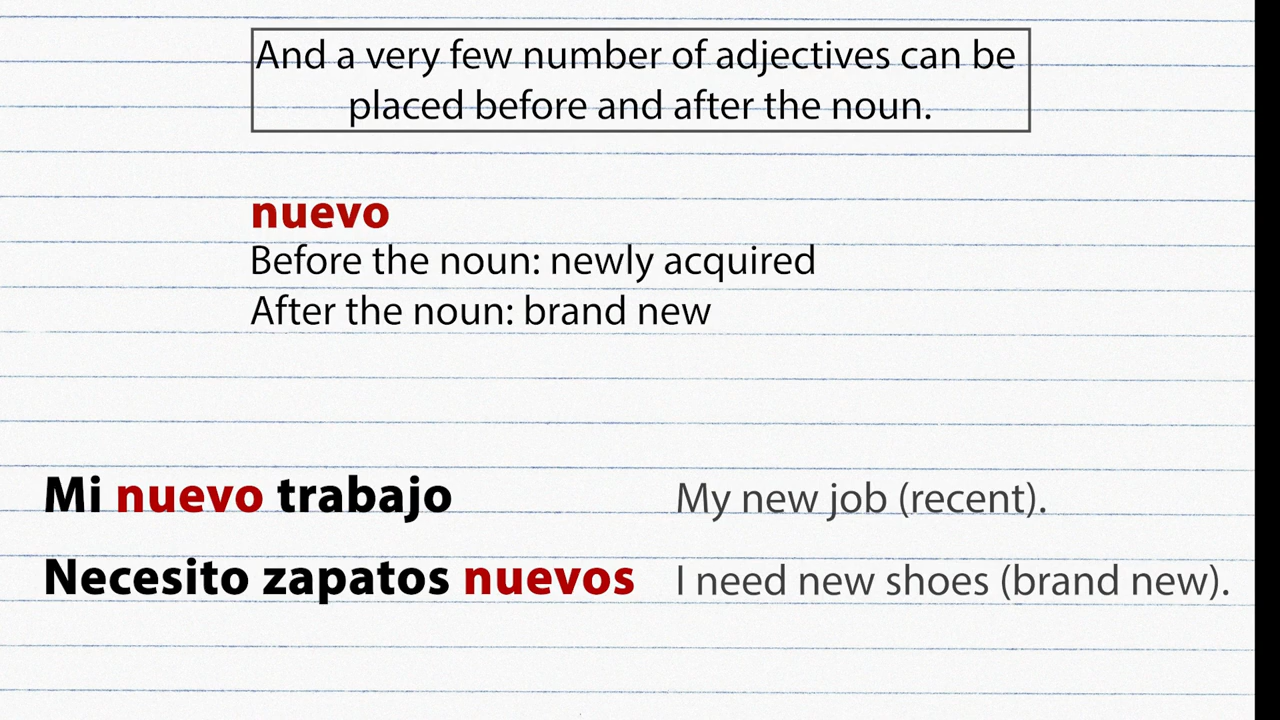 And a very few number of adjectives can be
placed before and after the noun.
nuevo
Before the noun: newly acquired
After the noun: brand new
Mi nuevo trabajo My new job (recent).
Necesito zapatos nuevos I need new shoes (brand new).